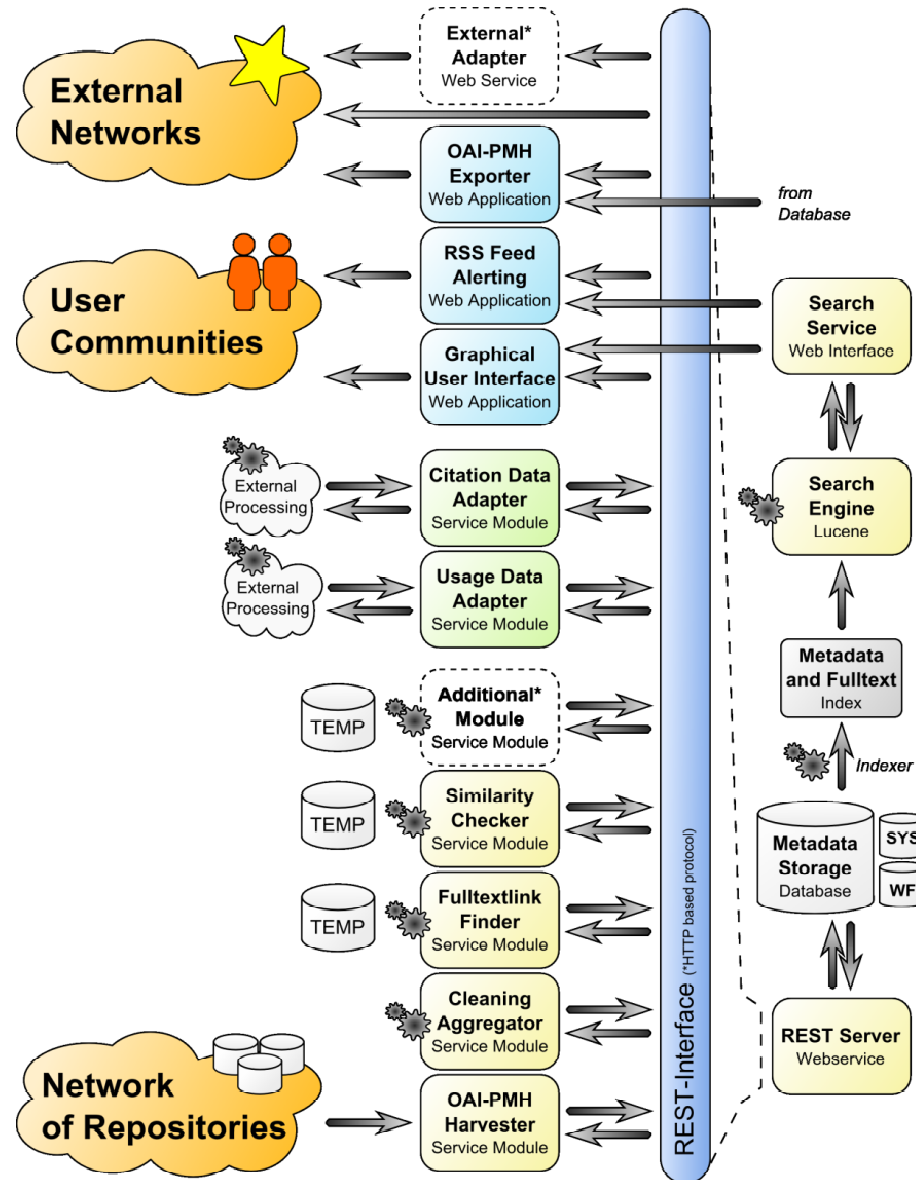 External
Networks
External*
Adapter
Web Service
OAI-PMH
Exporter
Web Application
from
Database
User
Communities
RSS Feed
Alerting
Web Application
Graphical
User Interface
Web Application
Search
Service
Web Interface
External
Processing
Citation Data
Adapter
Service Module
Search
Engine
Lucene
External
Processing
Usage Data
Adapter
Service Module
Metadata
and Fulltext
Index
TEMP
Additional*
Module
Service Module
Indexer
TEMP
Similarity
Checker
Service Module
Metadata
Storage
Database
SYS
WF
TEMP
Fulltextlink
Finder
Service Module
Cleaning
Aggregator
Service Module
REST Server
Webservice
Network
of Repositories
OAI-PMH
Harvester
Service Module
REST-Interface (*HTTP based protocol)